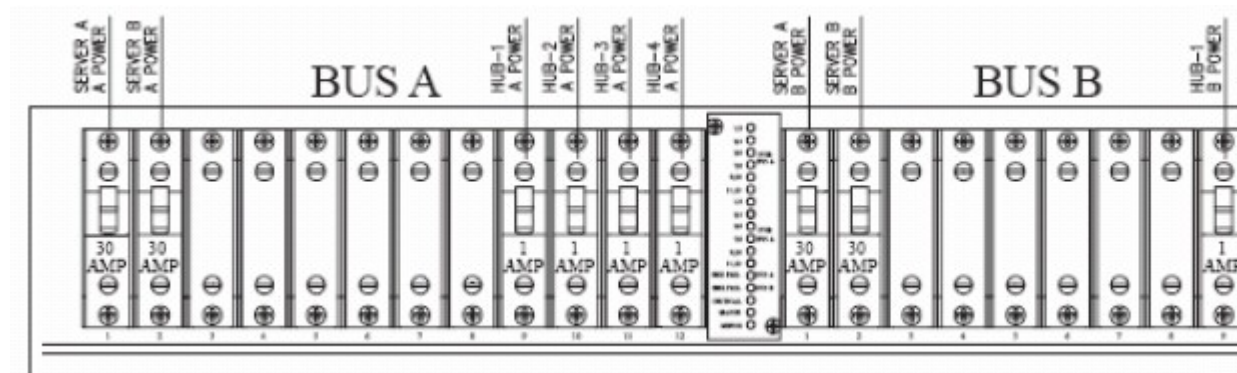 SERVER A
A POWER
SERVER B
A POWER
BUS A
HUB-1
A POWER
HUB-2
A POWER
HUB-3
A POWER
HUB-4
A POWER
SERVER A
B POWER
SERVER B
B POWER
BUS B
HUB-1
B POWER
30
AMP
30
AMP
1
AMP
1
AMP
1
AMP
1
AMP
30
AMP
30
AMP
1
AMP
1 2 3 4 5 6 7 8 9 10 11 12
1 2 3 4 5 6 7 8 9